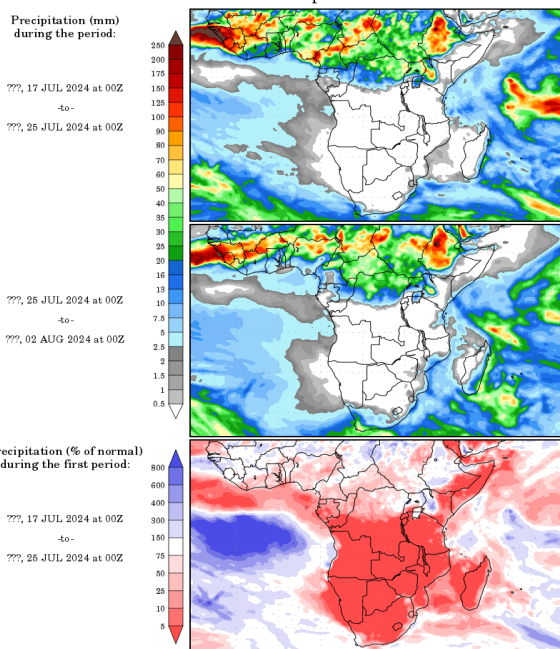 Precipitation (mm)
during the period:
250
200
175
150
125
100
90
80
70
60
50
40
35
30
25
20
16
13
10
7.5
5
2.5
2
1.5
1
0.5
???, 17 JUL 2024 at 00Z
-to-
???, 25 JUL 2024 at 00Z
???, 25 JUL 2024 at 00Z
-to-
???, 02 AUG 2024 at 00Z
recipitation (% of normal)
during the first period:
800
600
400
300
150
75
50
25
10
5
???, 17 JUL 2024 at 00Z
-to-
???, 25 JUL 2024 at 00Z